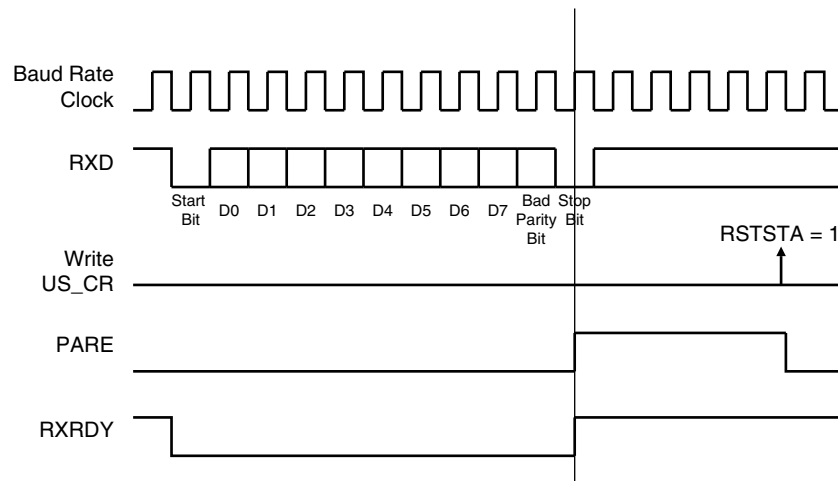 Baud Rate
Clock
RXD
Start
Bit
D0 D1 D2 D3 D4 D5 D6 D7
Bad
Parity
Bit
Stop
Bit
RSTSTA = 1
Write
US_CR
PARE
RXRDY